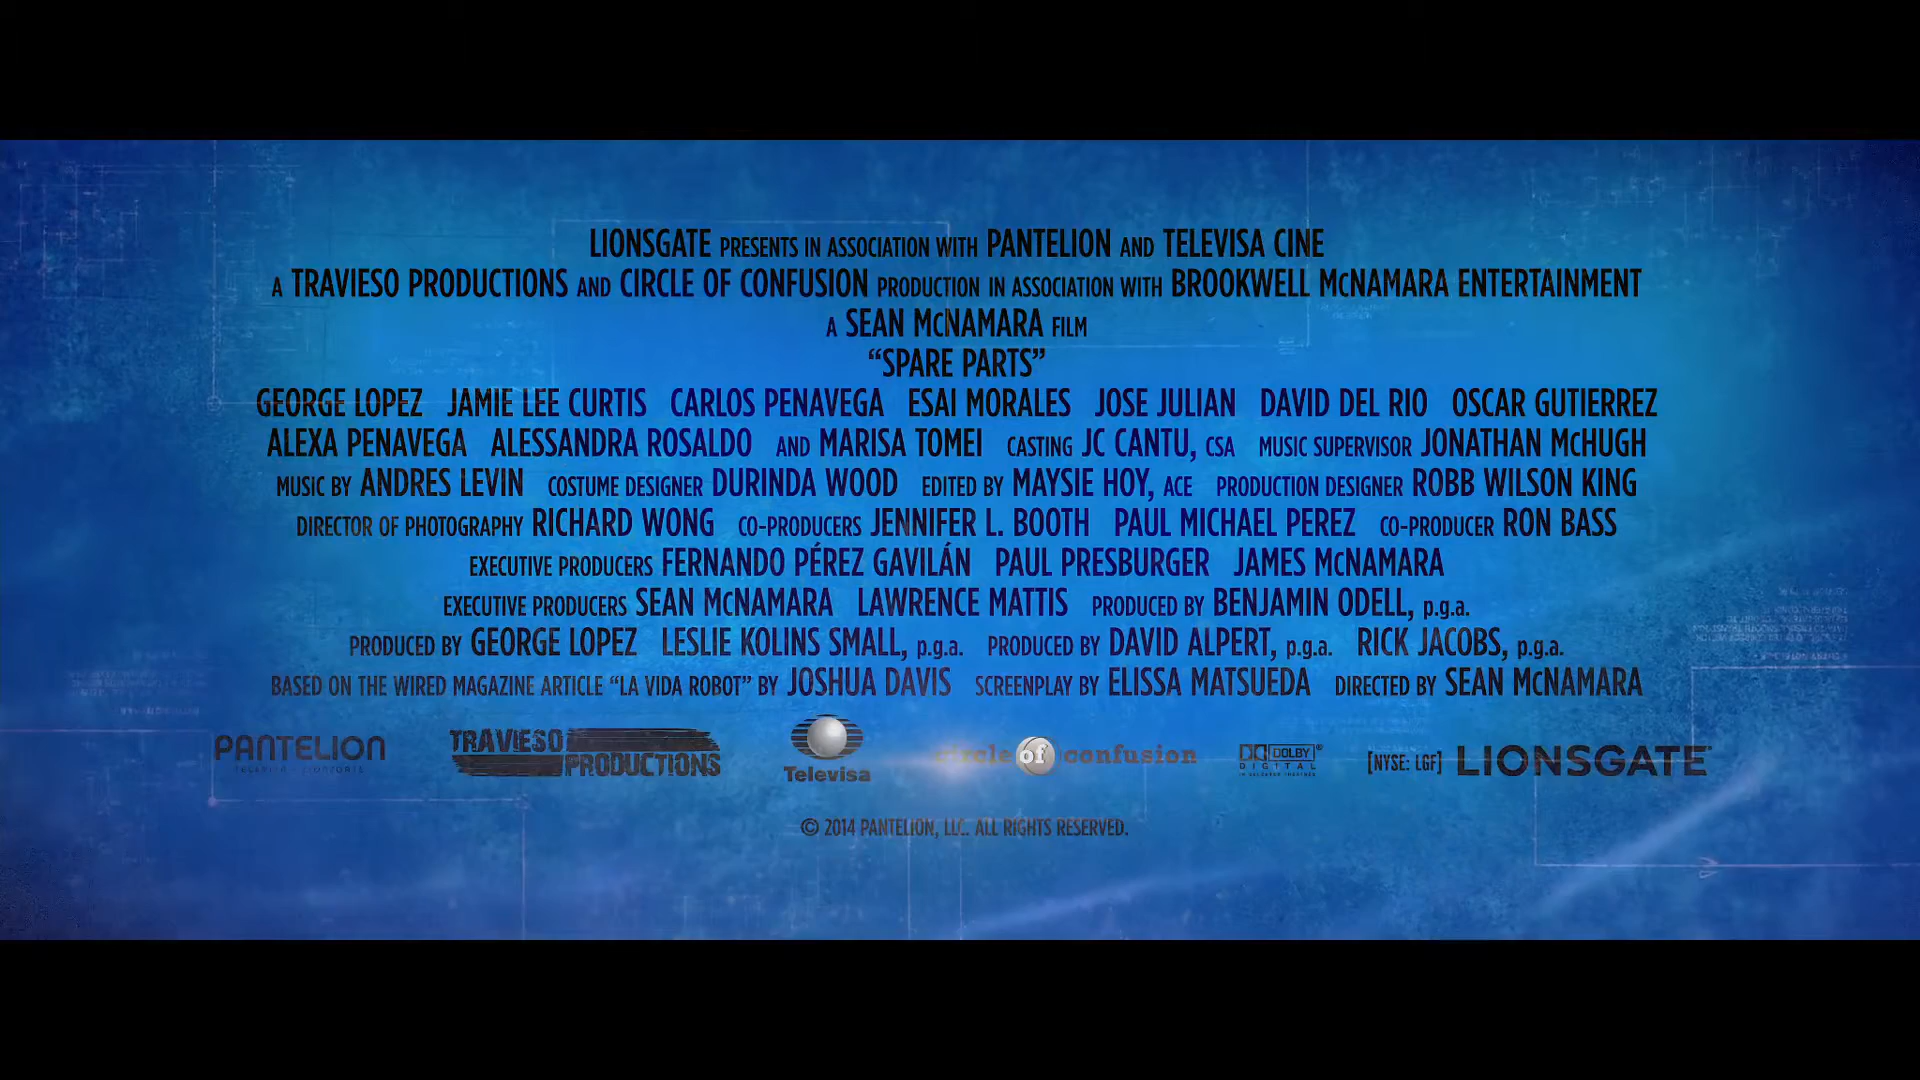 LIONSGATE PRESENTS IN ASSOCIATION WITH PANTELION AND TELEVISA CINE
A TRAVIESO PRODUCTIONS AND CIRCLE OF CONFUSION PRODUCTION IN ASSOCIATION WITH BROOKWELL McNAMARA ENTERTAINMENT
A SEAN McNAMARA FILM
“SPARE PARTS”
GEORGE LOPEZ JAMIE LEE CURTIS CARLOS PENAVEGA ESAI MORALES JOSE JULIAN DAVID DEL RIO OSCAR GUTIERREZ
ALEXA PENAVEGA ALESSANDRA ROSALDO AND MARISA TOMEI CASTING JC CANTU, CSA MUSIC SUPERVISOR JONATHAN McHUGH
MUSIC BY ANDRES LEVIN COSTUME DESIGNER DURINDA WOOD EDITED BY MAYSIE HOY, ACE PRODUCTION DESIGNER ROBB WILSON KING
DIRECTOR OF PHOTOGRAPHY RICHARD WONG CO-PRODUCERS JENNIFER L. BOOTH PAUL MICHAEL PEREZ CO-PRODUCER RON BASS
EXECUTIVE PRODUCERS FERNANDO PÉREZ GAVILÁN PAUL PRESBURGER JAMES McNAMARA
EXECUTIVE PRODUCERS SEAN McNAMARA LAWRENCE MATTIS PRODUCED BY BENJAMIN ODELL, p.g.a.
PRODUCED BY GEORGE LOPEZ LESLIE KOLINS SMALL, p.g.a. PRODUCED BY DAVID ALPERT, p.g.a. RICK JACOBS, p.g.a.
BASED ON THE WIRED MAGAZINE ARTICLE “LA VIDA ROBOT” BY JOSHUA DAVIS SCREENPLAY BY ELISSA MATSUEDA DIRECTED BY SEAN McNAMARA
PANTELION TRAVIESO PRODUCTIONS Televisa circle of confusion DOLBY DIGITAL [NYSE: LGF] LIONSGATE
© 2014 PANTELION, LLC. ALL RIGHTS RESERVED.